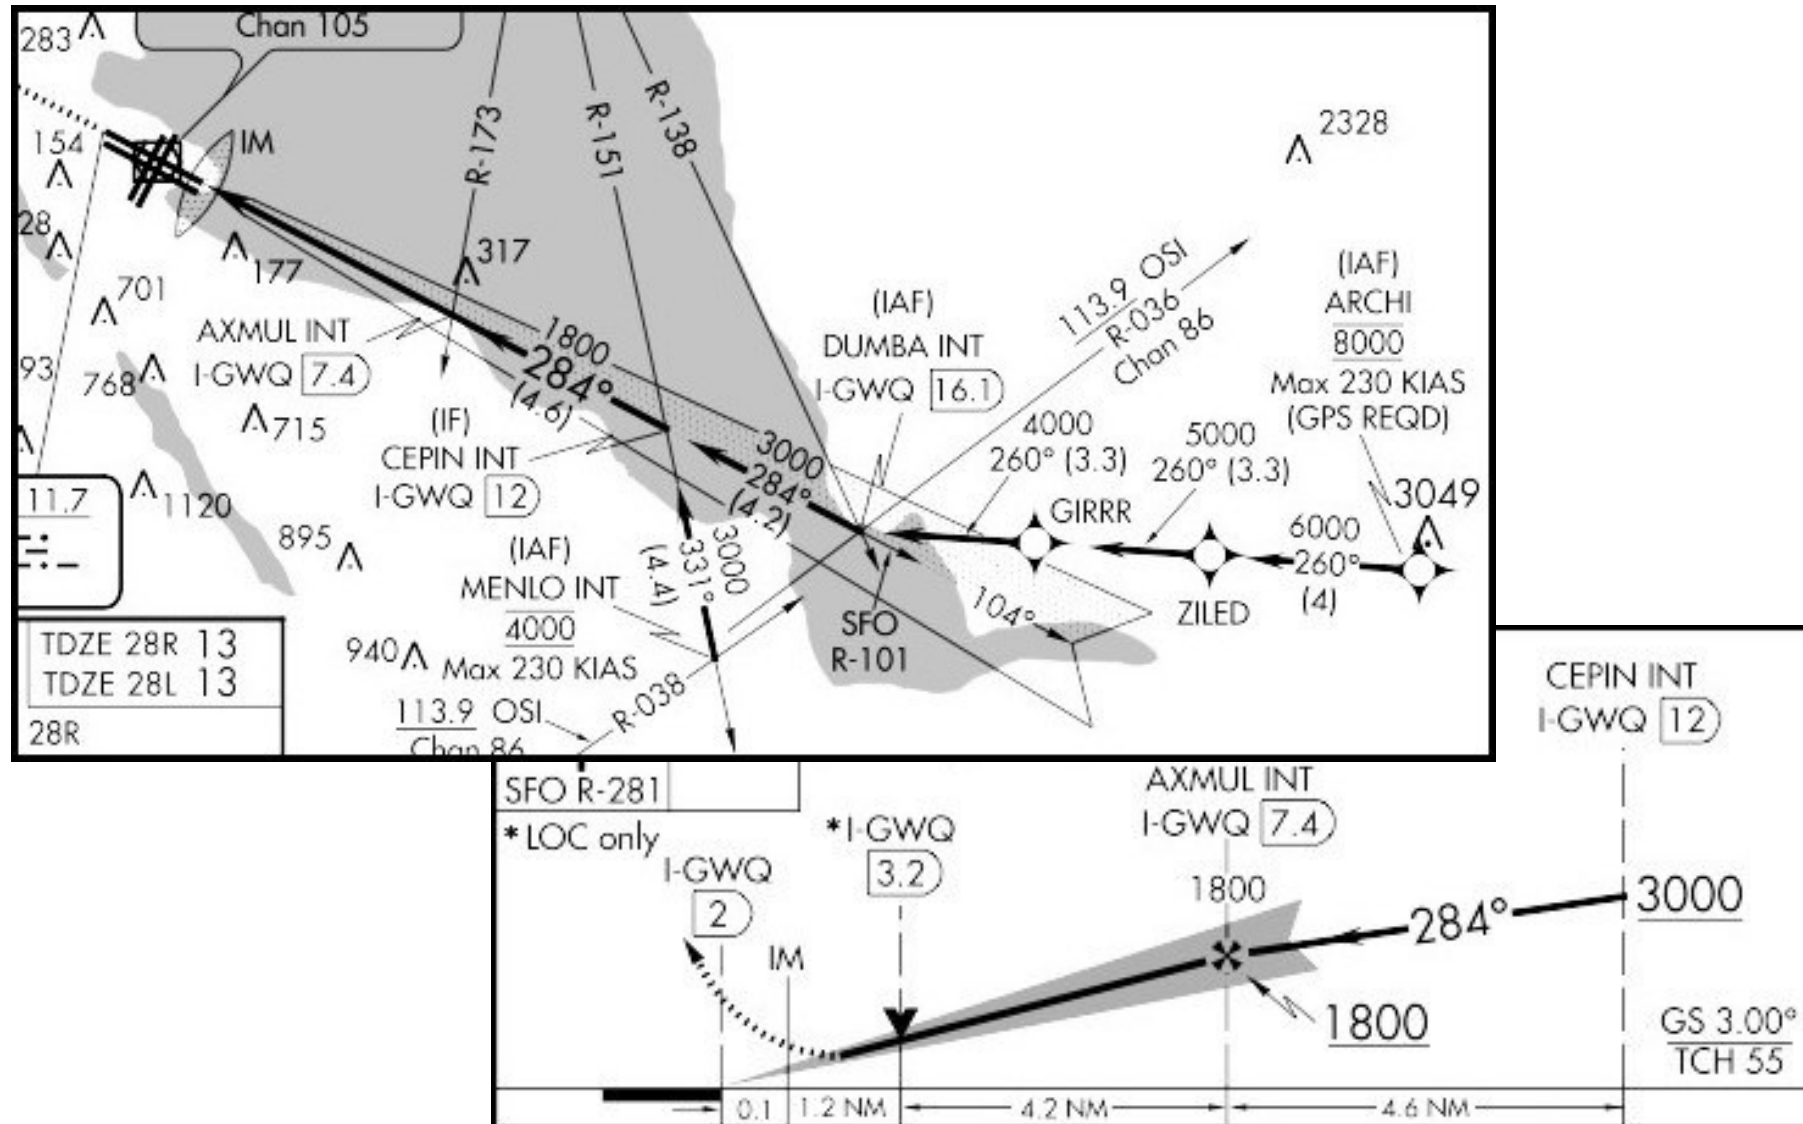 Chan 105
283
154
IM
28
177
701
93
768
715
1120
895
940
317
2328
3049
R-173
R-151
R-138
AXMUL INT
I-GWQ 7.4
(IF)
CEPIN INT
I-GWQ 12
(IAF)
MENLO INT
4000
Max 230 KIAS
113.9 OSI
Chan 86
R-038
1800
284°
(4.6)
3000
284°
(4.2)
3000
331°
(4.4)
(IAF)
DUMBA INT
I-GWQ 16.1
113.9 OSI
R-036
Chan 86
(IAF)
ARCHI
8000
Max 230 KIAS
(GPS REQD)
4000
260° (3.3)
5000
260° (3.3)
6000
260°
(4)
GIRRR
ZILED
SFO
R-101
104°
11.7
TDZE 28R 13
TDZE 28L 13
28R
SFO R-281
* LOC only
I-GWQ
2
IM
* I-GWQ
3.2
AXMUL INT
I-GWQ 7.4
1800
CEPIN INT
I-GWQ 12
284°
3000
1800
GS 3.00°
TCH 55
0.1
1.2 NM
4.2 NM
4.6 NM